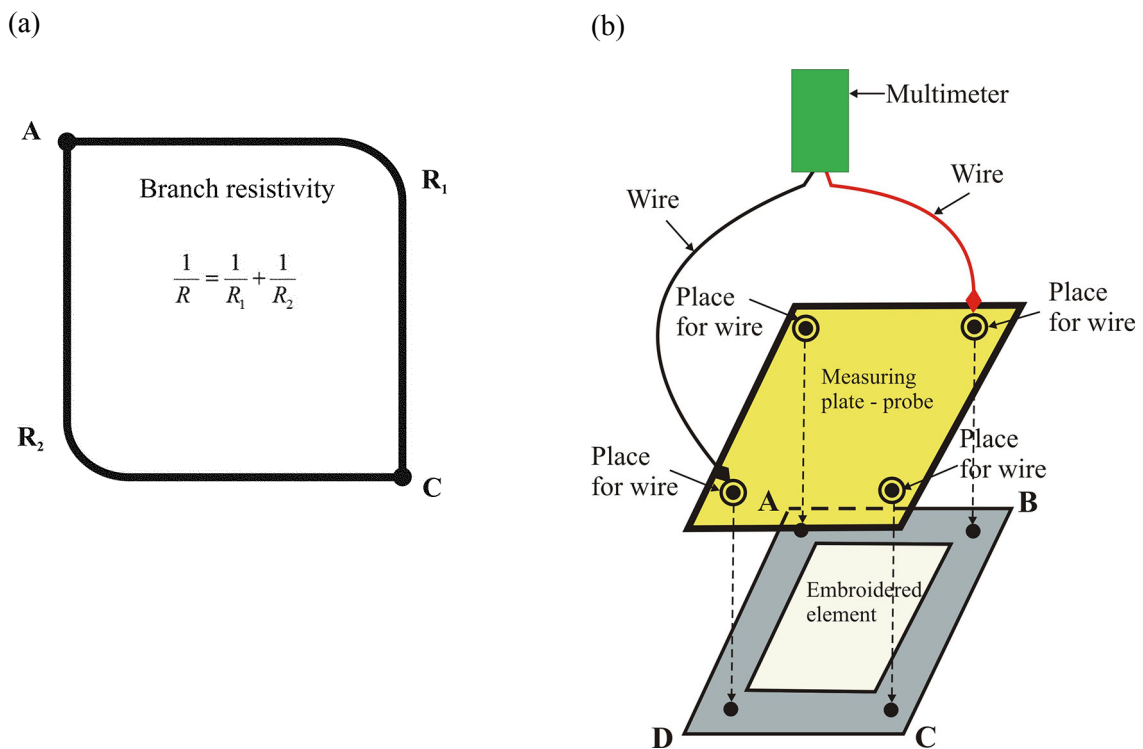 (a)
A
Branch resistivity
R₁
1/R = 1/R₁ + 1/R₂
R₂
C
(b)
Multimeter
Wire
Wire
Place
for wire
Place
for wire
Measuring
plate - probe
Place
for wire
Place
for wire
A
B
Embroidered
element
D
C